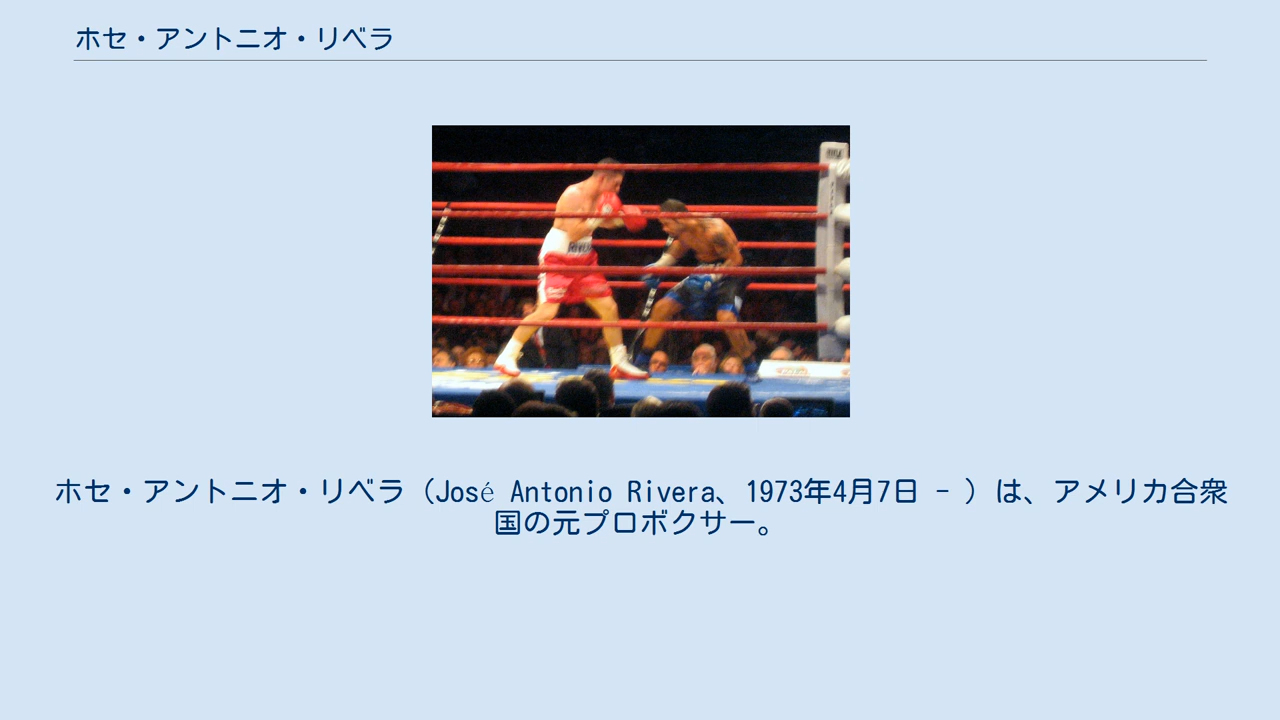 ホセ・アントニオ・リベラ
ホセ・アントニオ・リベラ（José Antonio Rivera、1973年4月7日 - ）は、アメリカ合衆
国の元プロボクサー。